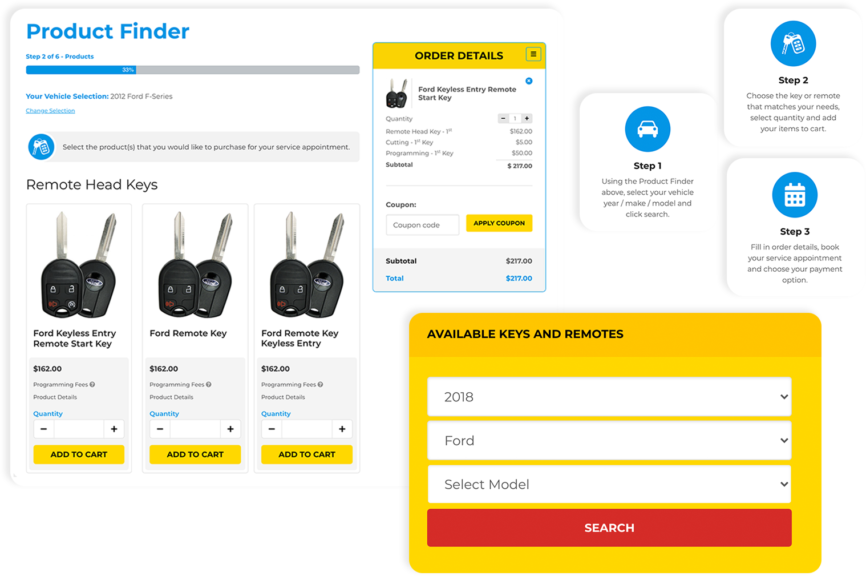 Product Finder
Step 2 of 6 - Products
33%
Your Vehicle Selection: 2012 Ford F-Series
Change Selection
Select the product(s) that you would like to purchase for your service appointment.
Remote Head Keys
Ford Keyless Entry
Remote Start Key
$162.00
Programming Fees
Product Details
Quantity
ADD TO CART
Ford Remote Key
$162.00
Programming Fees
Product Details
Quantity
ADD TO CART
Ford Remote Key
Keyless Entry
$162.00
Programming Fees
Product Details
Quantity
ADD TO CART
ORDER DETAILS
Ford Keyless Entry Remote
Start Key
Quantity - 1 +
Remote Head Key - 1st $162.00
Cutting - 1st Key $5.00
Programming - 1st Key $50.00
Subtotal $ 217.00
Coupon:
Coupon code APPLY COUPON
Subtotal $217.00
Total $217.00
Step 1
Using the Product Finder
above, select your vehicle
year / make / model and
click search.
Step 2
Choose the key or remote
that matches your needs,
select quantity and add
your items to cart.
Step 3
Fill in order details, book
your service appointment
and choose your payment
option.
AVAILABLE KEYS AND REMOTES
2018
Ford
Select Model
SEARCH